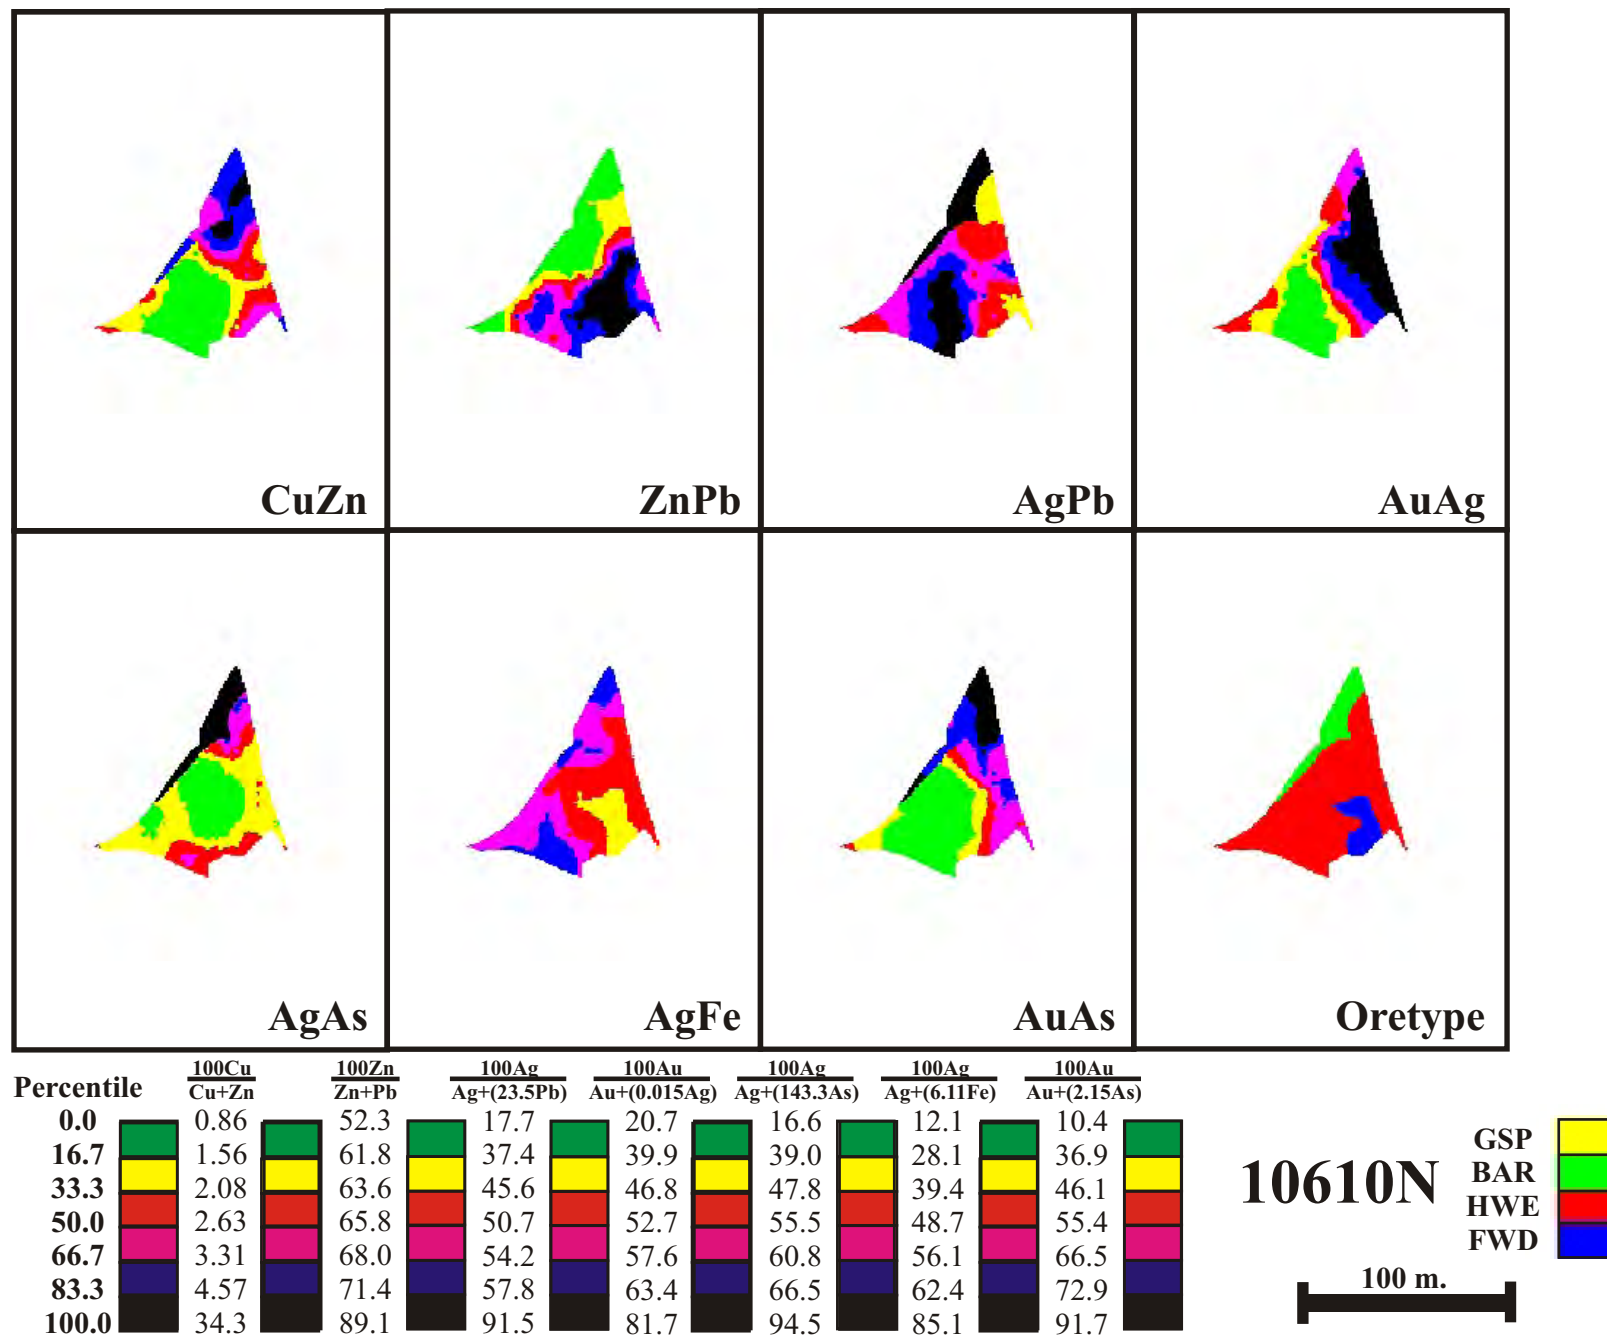 CuZn ZnPb AgPb AuAg
AgAs AgFe AuAs Oretype
Percentile 100Cu 100Zn 100Ag 100Au 100Ag 100Ag 100Au
Cu+Zn Zn+Pb Ag+(23.5Pb) Au+(0.015Ag) Ag+(143.3As) Ag+(6.11Fe) Au+(2.15As)
0.0 0.86 52.3 17.7 20.7 16.6 12.1 10.4
16.7 1.56 61.8 37.4 39.9 39.0 28.1 36.9
33.3 2.08 63.6 45.6 46.8 47.8 39.4 46.1
50.0 2.63 65.8 50.7 52.7 55.5 48.7 55.4
66.7 3.31 68.0 54.2 57.6 60.8 56.1 66.5
83.3 4.57 71.4 57.8 63.4 66.5 62.4 72.9
100.0 34.3 89.1 91.5 81.7 94.5 85.1 91.7
10610N
GSP
BAR
HWE
FWD
100 m.